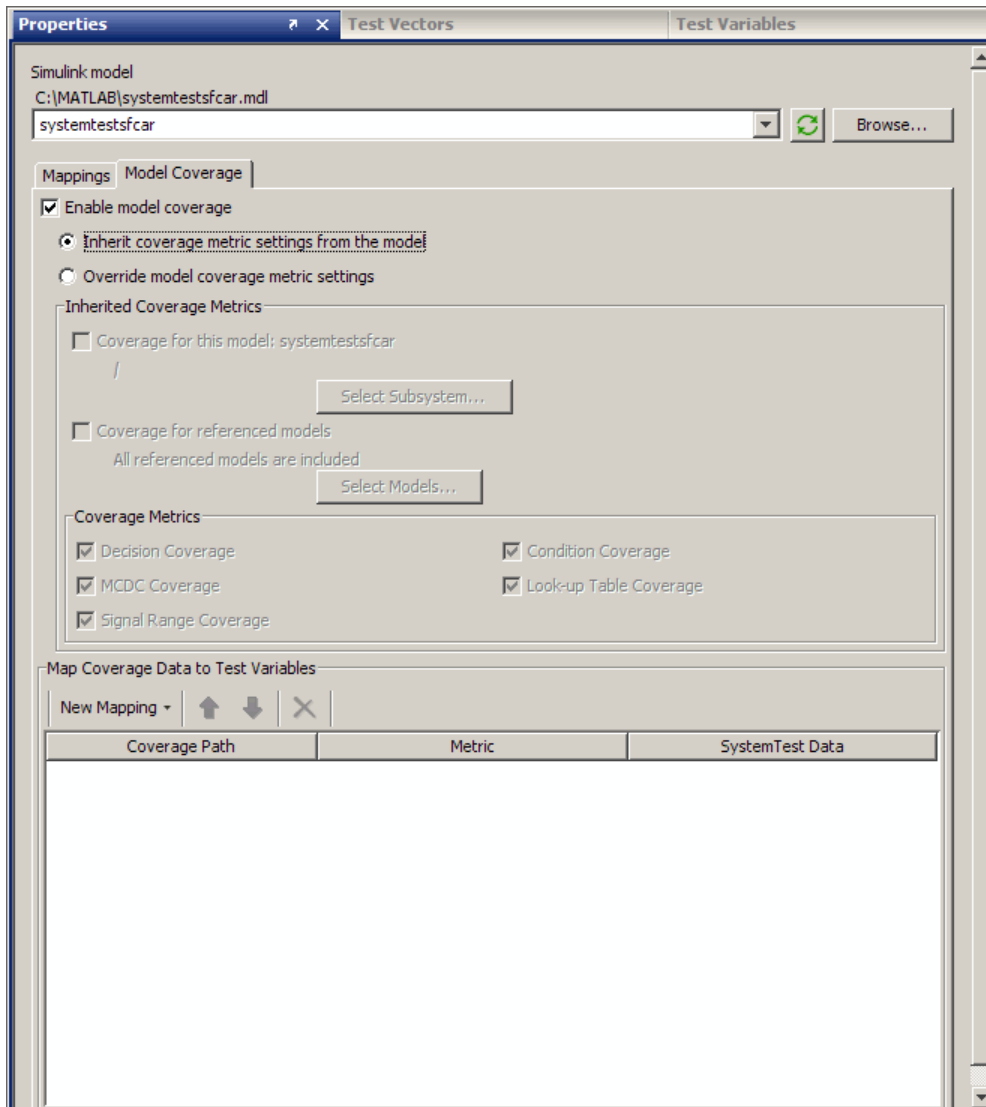 Properties Test Vectors Test Variables
Simulink model
C:\MATLAB\systemtestsfcar.mdl
systemtestsfcar Browse...
Mappings Model Coverage
Enable model coverage
Inherit coverage metric settings from the model
Override model coverage metric settings
Inherited Coverage Metrics
Coverage for this model: systemtestsfcar
/
Select Subsystem...
Coverage for referenced models
All referenced models are included
Select Models...
Coverage Metrics
Decision Coverage Condition Coverage
MCDC Coverage Look-up Table Coverage
Signal Range Coverage
Map Coverage Data to Test Variables
New Mapping
Coverage Path Metric SystemTest Data